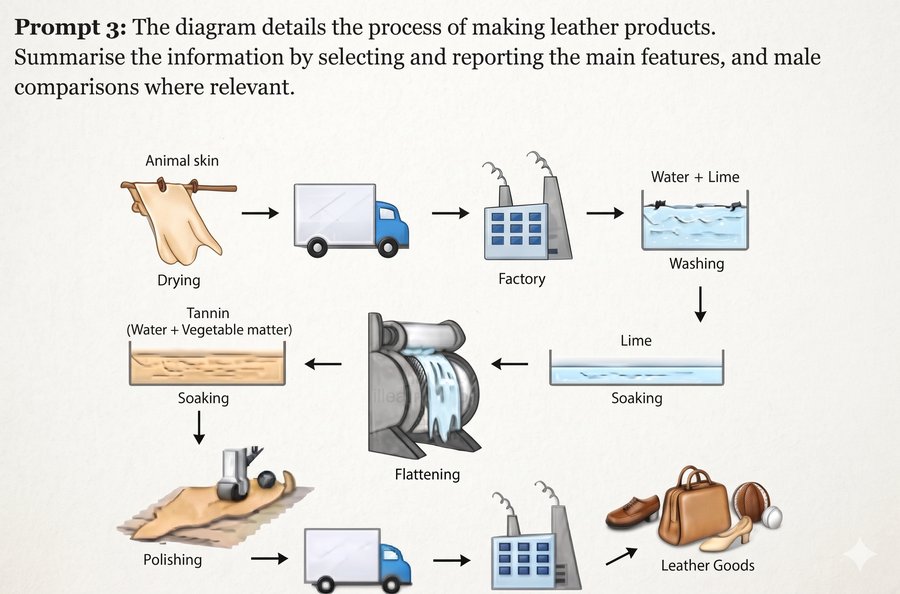 Prompt 3: The diagram details the process of making leather products.
Summarise the information by selecting and reporting the main features, and male
comparisons where relevant.
Animal skin
Drying
Factory
Water + Lime
Washing
Lime
Soaking
Flattening
Tannin
(Water + Vegetable matter)
Soaking
Polishing
Leather Goods